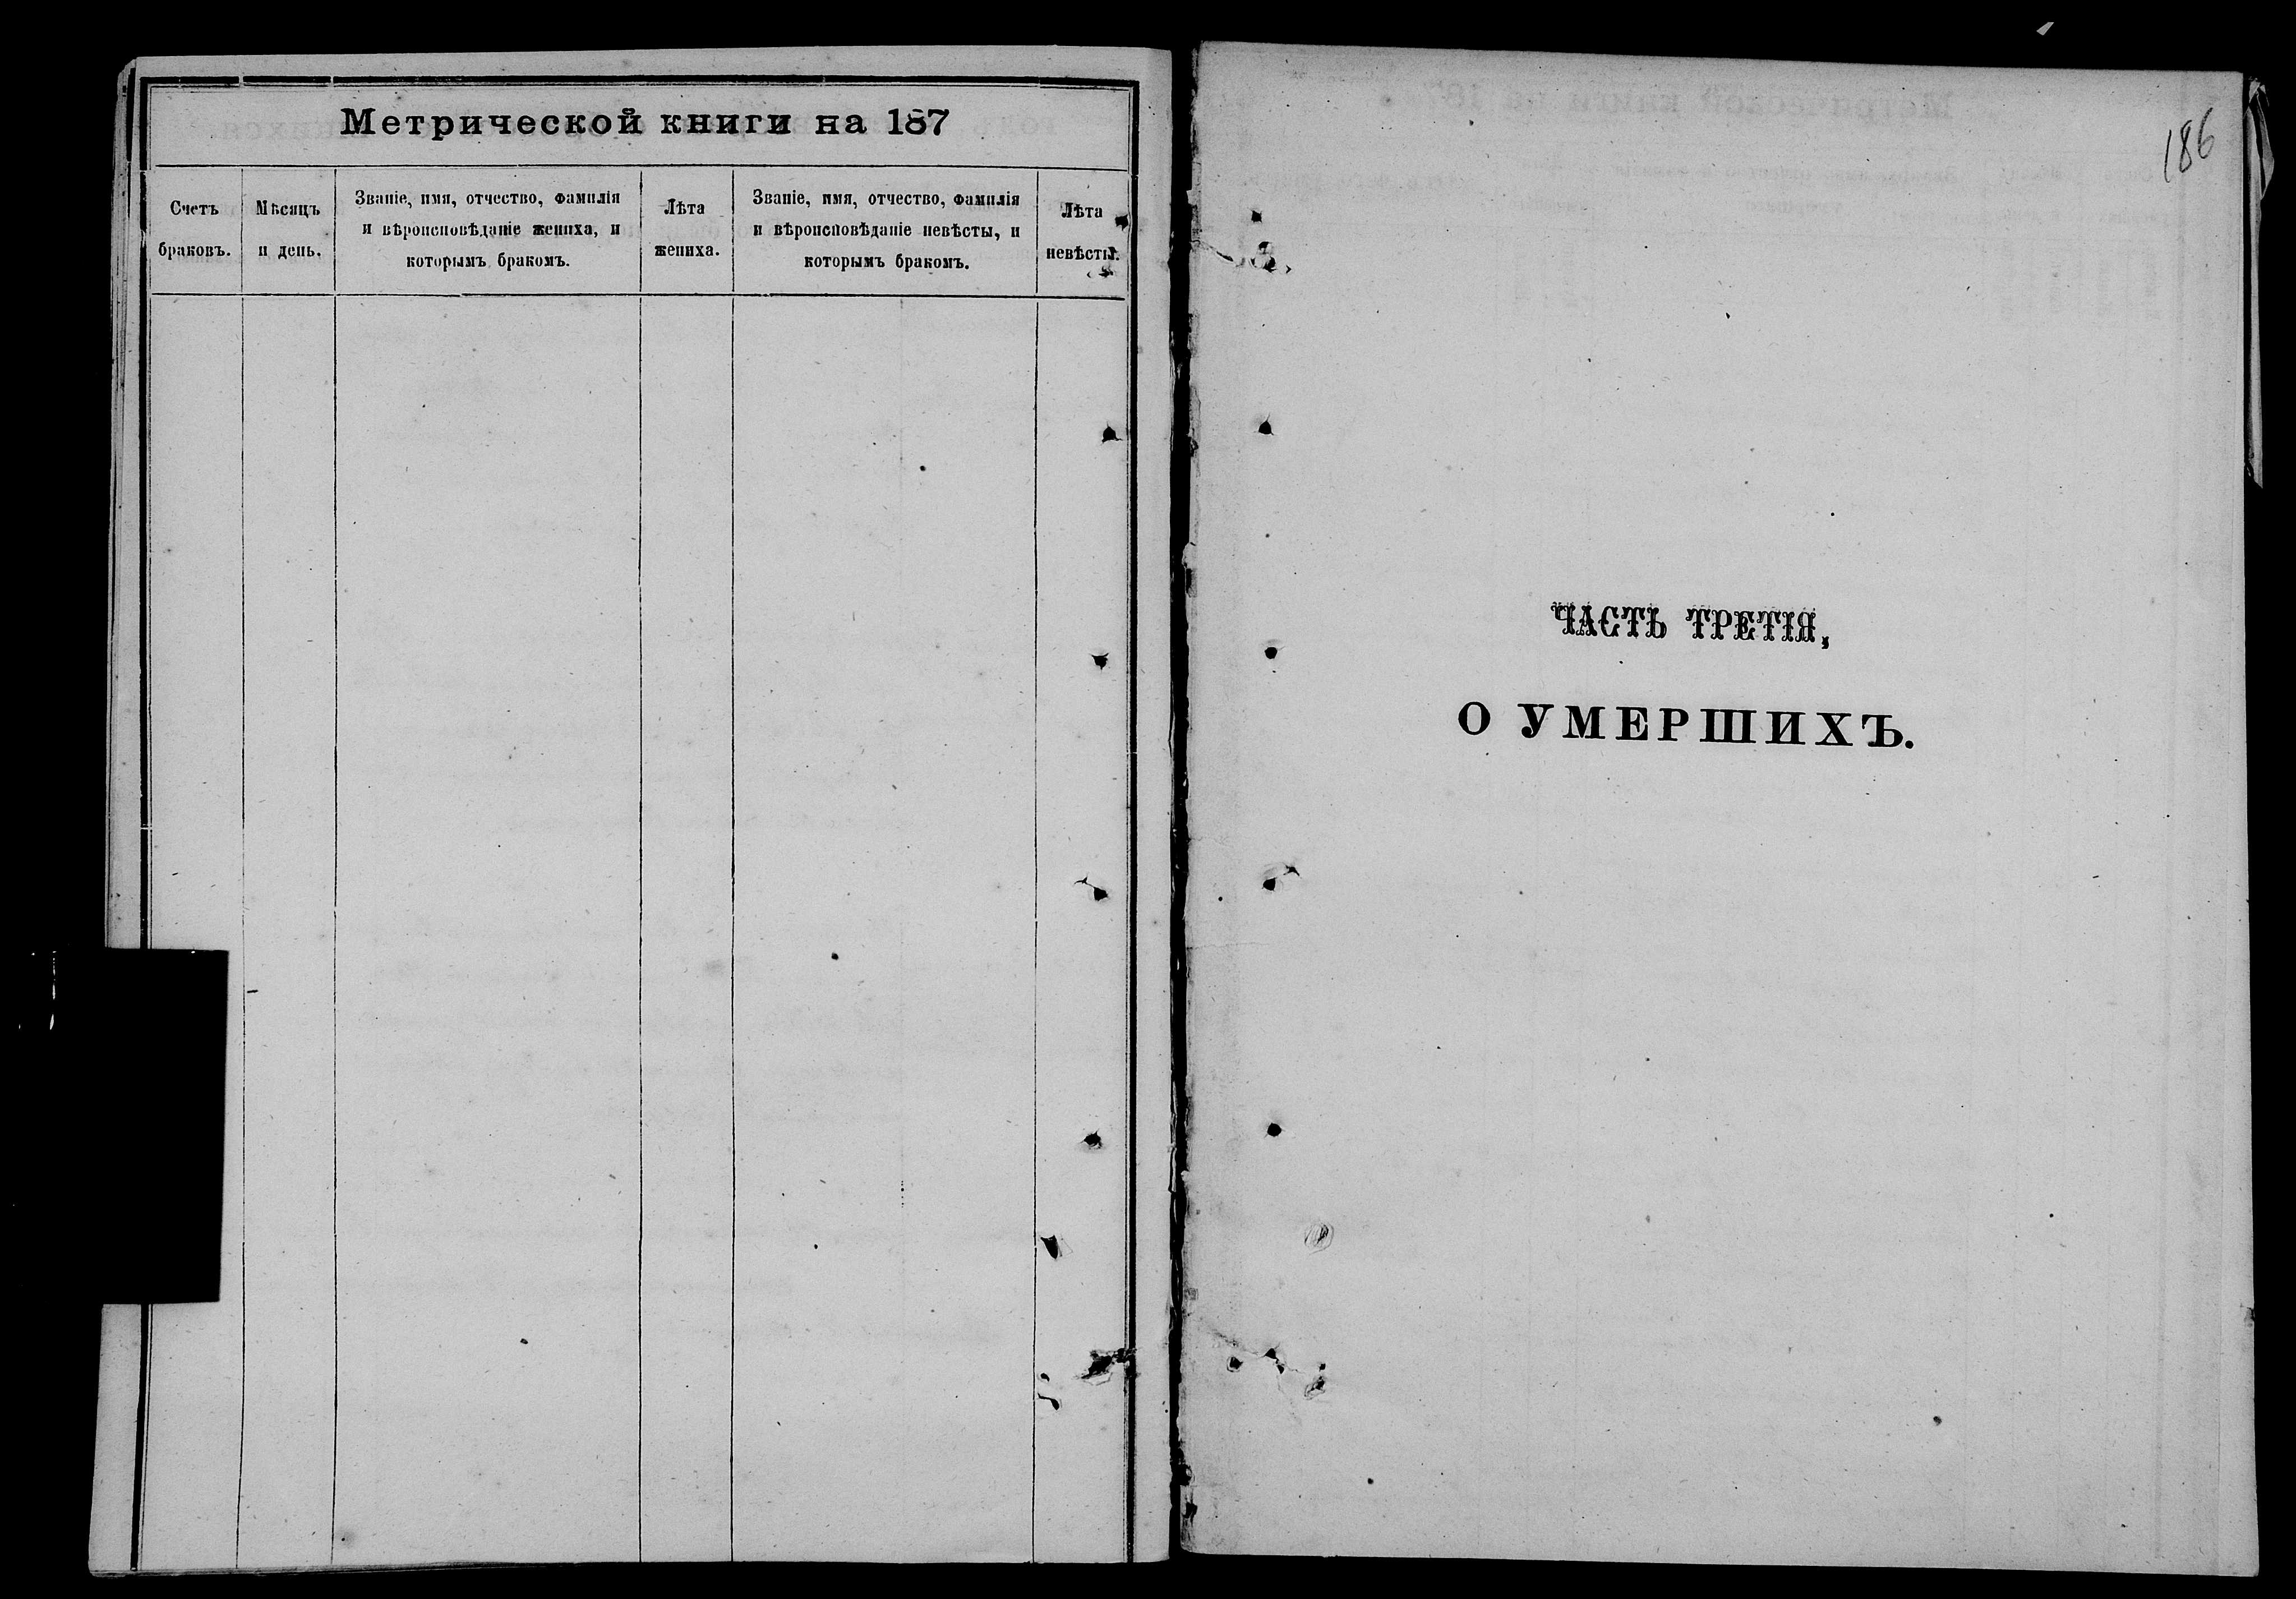 Метрической книги на 187
Счетъ браковъ.
Мѣсяцъ и день.
Званіе, имя, отчество, фамилія
и вѣроисповѣданіе жениха, и
которымъ бракомъ.
Лѣта
жениха.
Званіе, имя, отчество, фамилія
и вѣроисповѣданіе невѣсты, и
которымъ бракомъ.
Лѣта
невѣсты.
186
ЧАСТЬ ТРЕТІЯ,
О УМЕРШИХЪ.